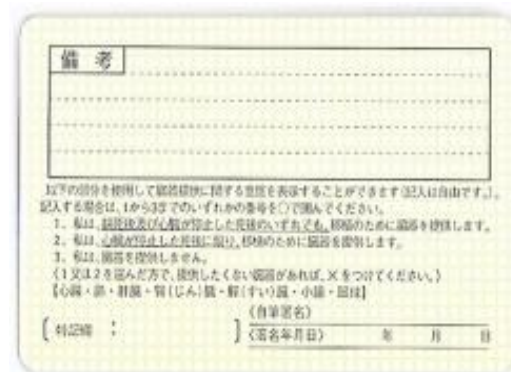 備考
以下の部分を使用して臓器提供に関する意思を表示することができます(記入は自由です。)。
記入する場合は、1から3までのいずれかの番号を○で囲んでください。
1. 私は、脳死後及び心臓が停止した死後のいずれでも、移植のために臓器を提供します。
2. 私は、心臓が停止した死後に限り、移植のために臓器を提供します。
3. 私は、臓器を提供しません。
《1又は2を選んだ方で、提供したくない臓器があれば、×をつけてください。》
【心臓・肺・肝臓・腎(じん)臓・膵(すい)臓・小腸・眼球】
〔特記欄:〕
《自筆署名》
《署名年月日》 年 月 日